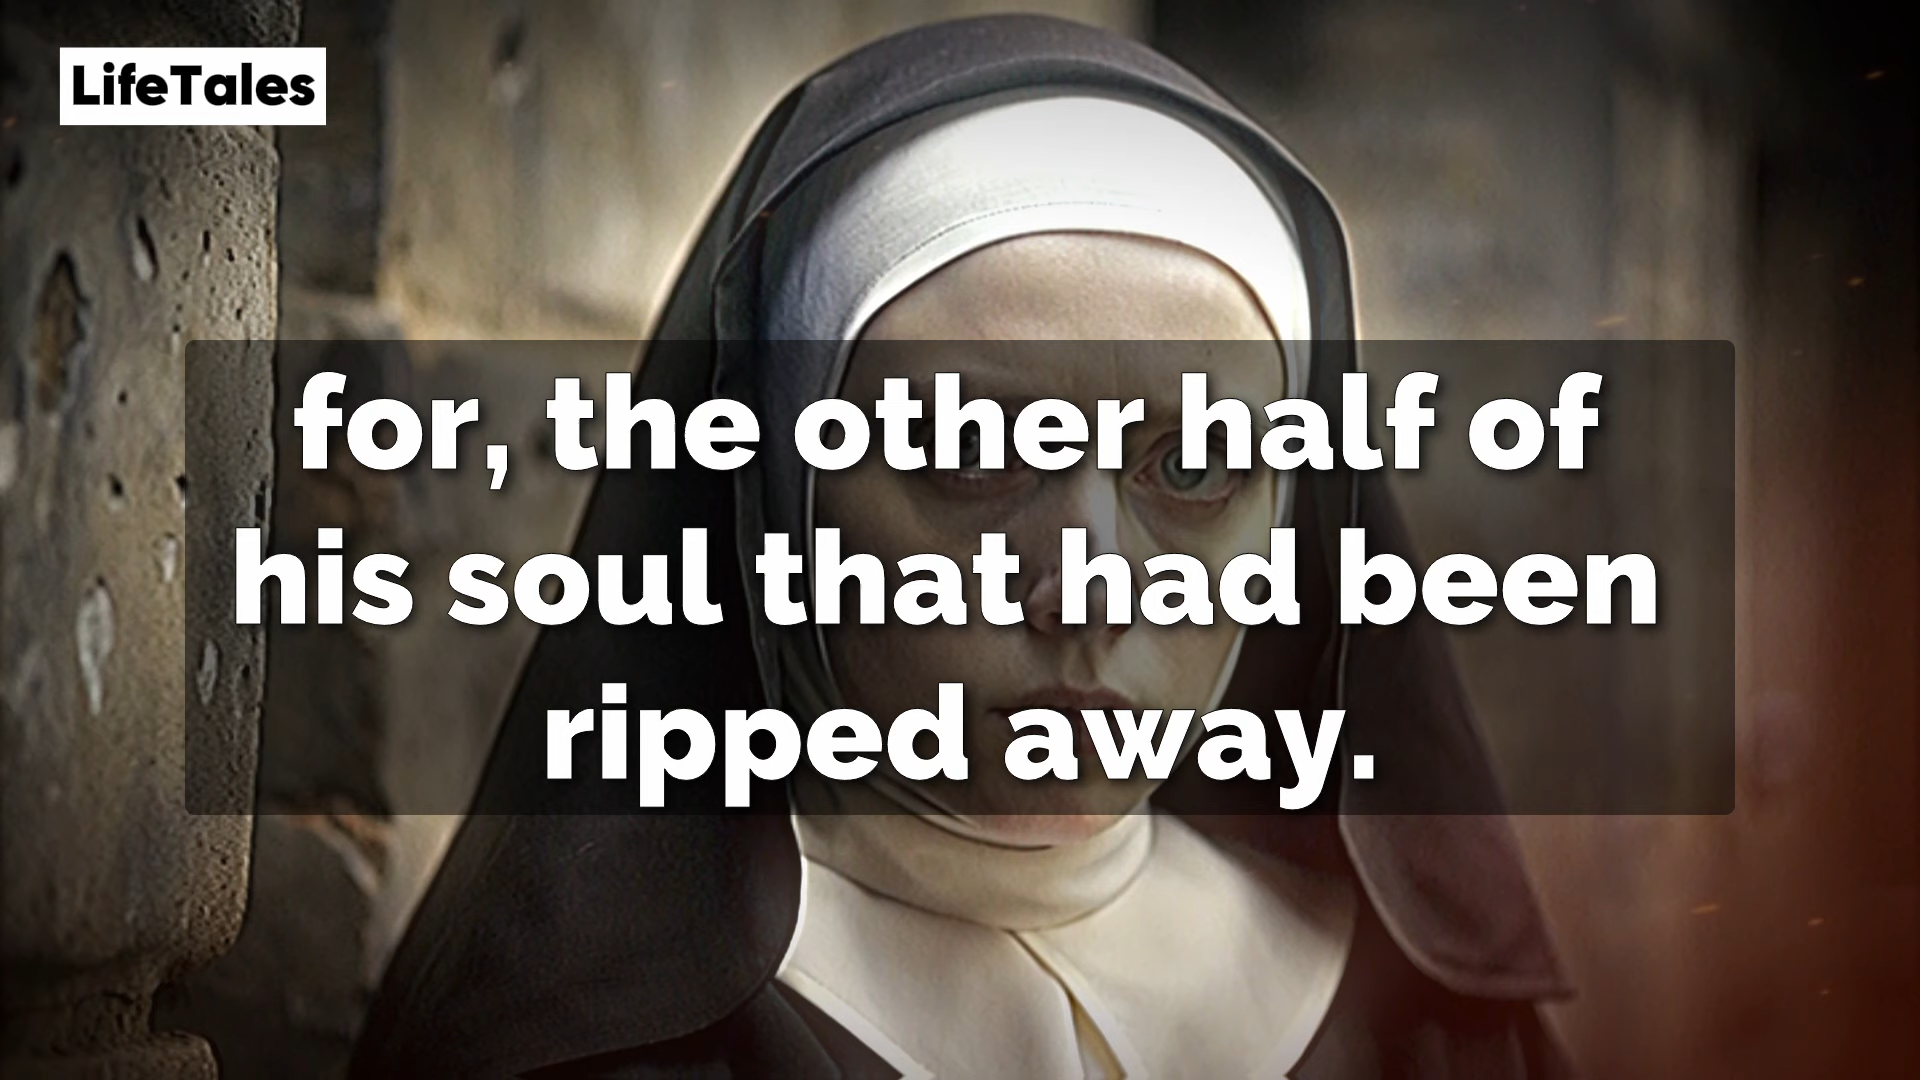 LifeTales
for, the other half of
his soul that had been
ripped away.